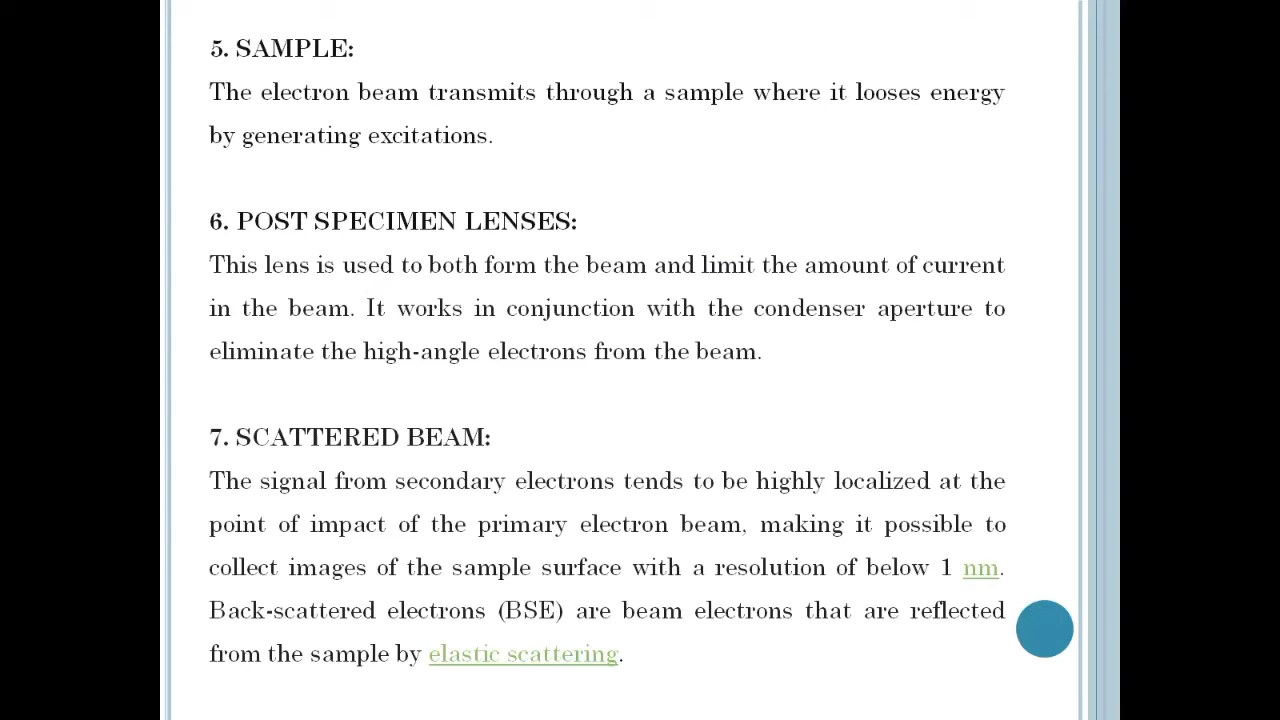 5. SAMPLE:
The electron beam transmits through a sample where it looses energy
by generating excitations.
6. POST SPECIMEN LENSES:
This lens is used to both form the beam and limit the amount of current
in the beam. It works in conjunction with the condenser aperture to
eliminate the high-angle electrons from the beam.
7. SCATTERED BEAM:
The signal from secondary electrons tends to be highly localized at the
point of impact of the primary electron beam, making it possible to
collect images of the sample surface with a resolution of below 1 nm.
Back-scattered electrons (BSE) are beam electrons that are reflected
from the sample by elastic scattering.